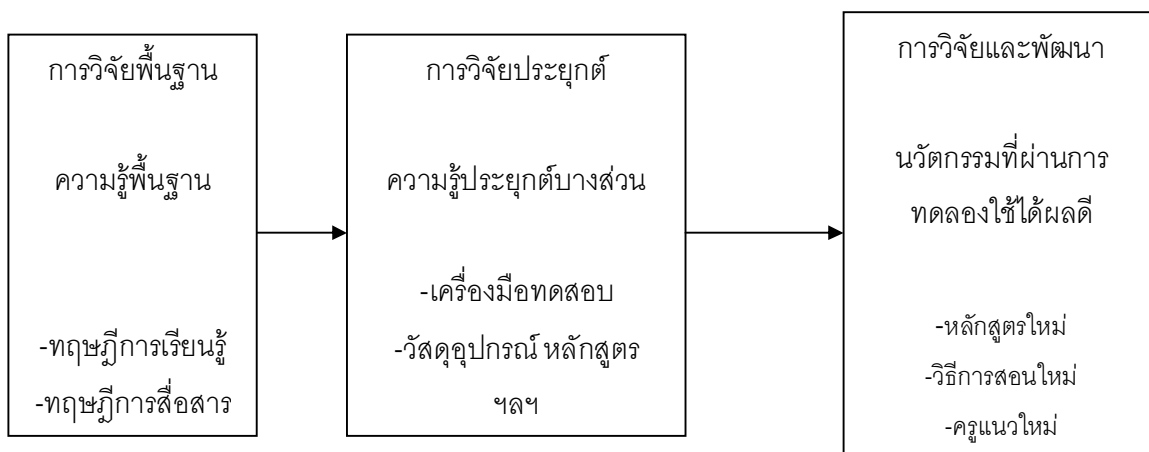 การวิจัยพื้นฐาน
ความรู้พื้นฐาน
-ทฤษฎีการเรียนรู้
-ทฤษฎีการสื่อสาร
การวิจัยประยุกต์
ความรู้ประยุกต์บางส่วน
-เครื่องมือทดสอบ
-วัสดุอุปกรณ์ หลักสูตร
ฯลฯ
การวิจัยและพัฒนา
นวัตกรรมที่ผ่านการ
ทดลองใช้ได้ผลดี
-หลักสูตรใหม่
-วิธีการสอนใหม่
-ครูแนวใหม่